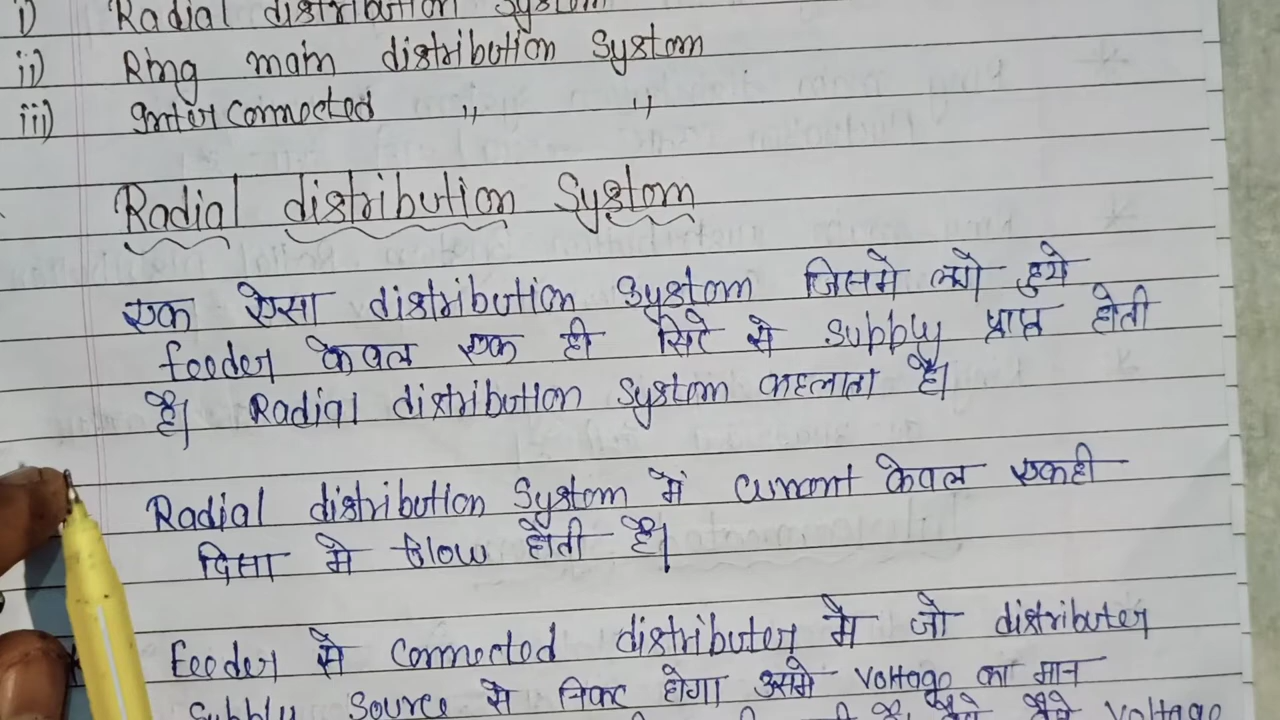 i) Radial distribution System
ii) Ring main distribution System
iii) Interconnected ,, ,,
Radial distribution System
एक ऐसा distribution System जिसमे लगे हुये
feeder केवल एक ही सिरे से supply प्राप्त होती
है। Radial distribution System कहलाता है।
Radial distribution System में current केवल एकही
दिसा मे flow होती है।
Feeder से Connected distributer मे जो distributer
Supply Source से निकट होगा उसमे voltage का मान
voltage